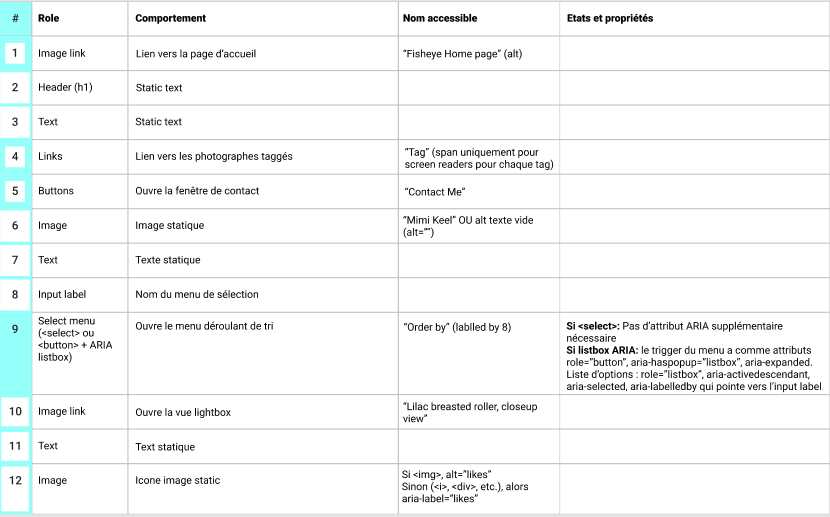 # Role Comportement Nom accessible Etats et propriétés
1 Image link Lien vers la page d'accueil "Fisheye Home page" (alt)
2 Header (h1) Static text
3 Text Static text
4 Links Lien vers les photographes taggés "Tag" (span uniquement pour
screen readers pour chaque tag)
5 Buttons Ouvre la fenêtre de contact "Contact Me"
6 Image Image statique "Mimi Keel" OU alt texte vide
(alt="")
7 Text Texte statique
8 Input label Nom du menu de sélection
9 Select menu
(<select> ou
<button> + ARIA
listbox)
Ouvre le menu déroulant de tri
"Order by" (lablled by 8)
Si <select>: Pas d'attribut ARIA supplémentaire
nécessaire
Si listbox ARIA: le trigger du menu a comme attributs
role="button", aria-haspopup="listbox", aria-expanded.
Liste d'options : role="listbox", aria-activedescendant,
aria-selected, aria-labelledby qui pointe vers l'input label
10 Image link Ouvre la vue lightbox "Lilac breasted roller, closeup
view"
11 Text Text statique
12 Image Icone image static
Si <img>, alt="likes"
Sinon (<i>, <div>, etc.), alors
aria-label="likes"